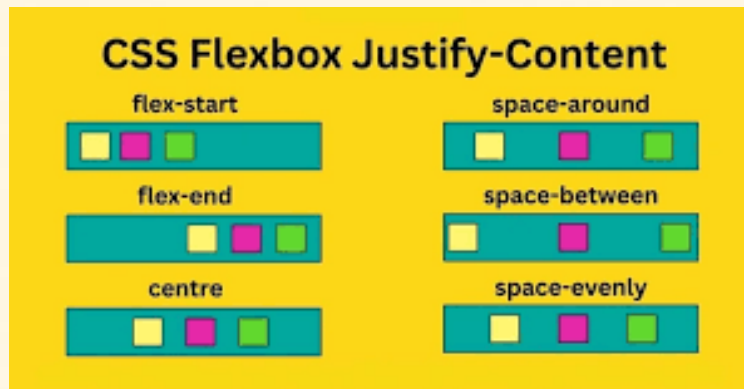 CSS Flexbox Justify-Content
flex-start
flex-end
centre
space-around
space-between
space-evenly